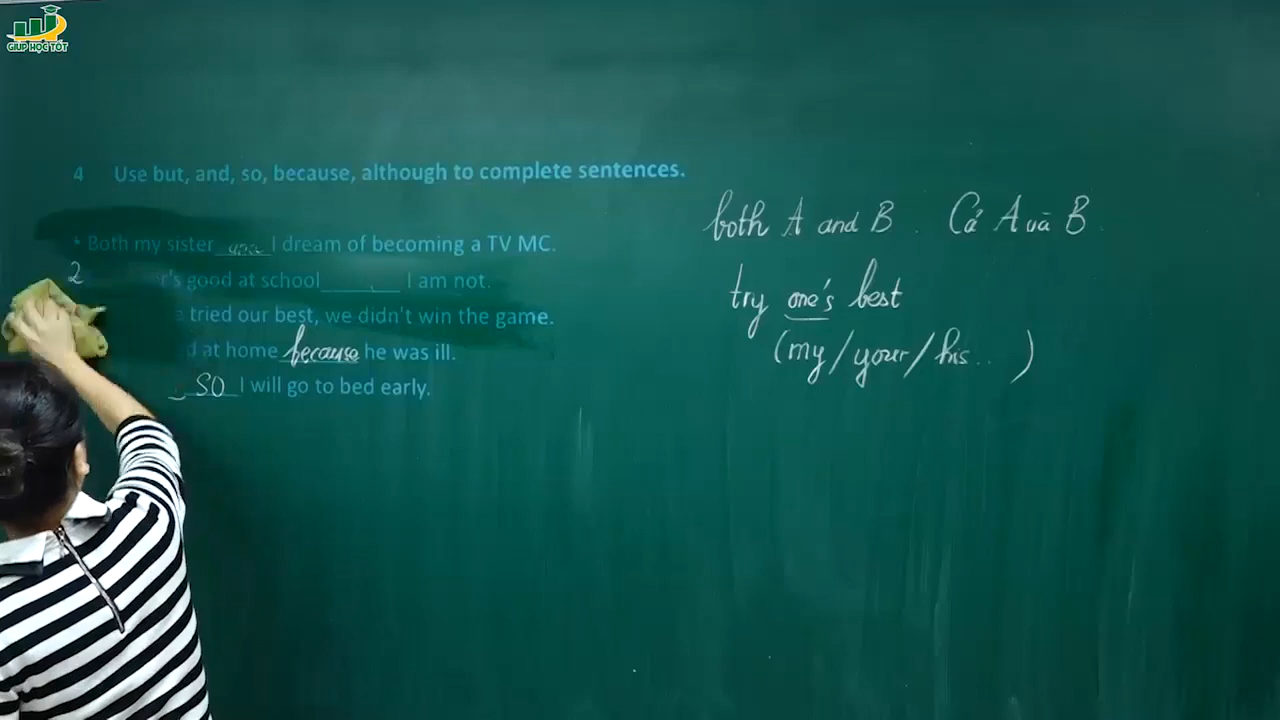 GIUP HỌC TỐT
4 Use but, and, so, because, although to complete sentences.
* Both my sister and I dream of becoming a TV MC.
2 r's good at school______ I am not.
tried our best, we didn't win the game.
d at home because he was ill.
so I will go to bed early.
both A and B . Cả A và B
try one's best
(my/your/his.. )